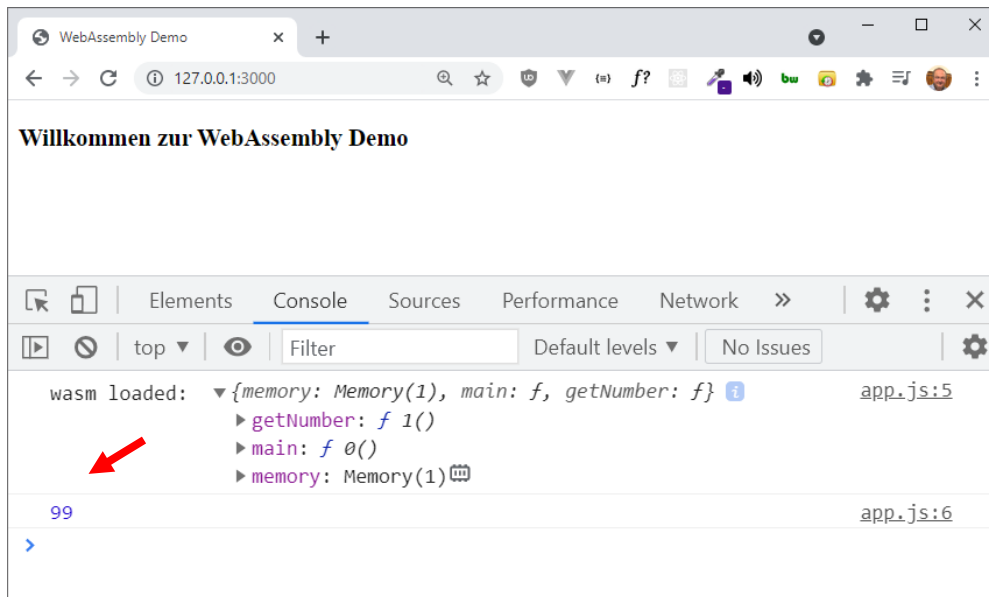 WebAssembly Demo
127.0.0.1:3000
f?
bw
Willkommen zur WebAssembly Demo
Elements Console Sources Performance Network
top Filter Default levels No Issues
wasm loaded: {memory: Memory(1), main: f, getNumber: f} i app.js:5
getNumber: f 1()
main: f 0()
memory: Memory(1)
99 app.js:6